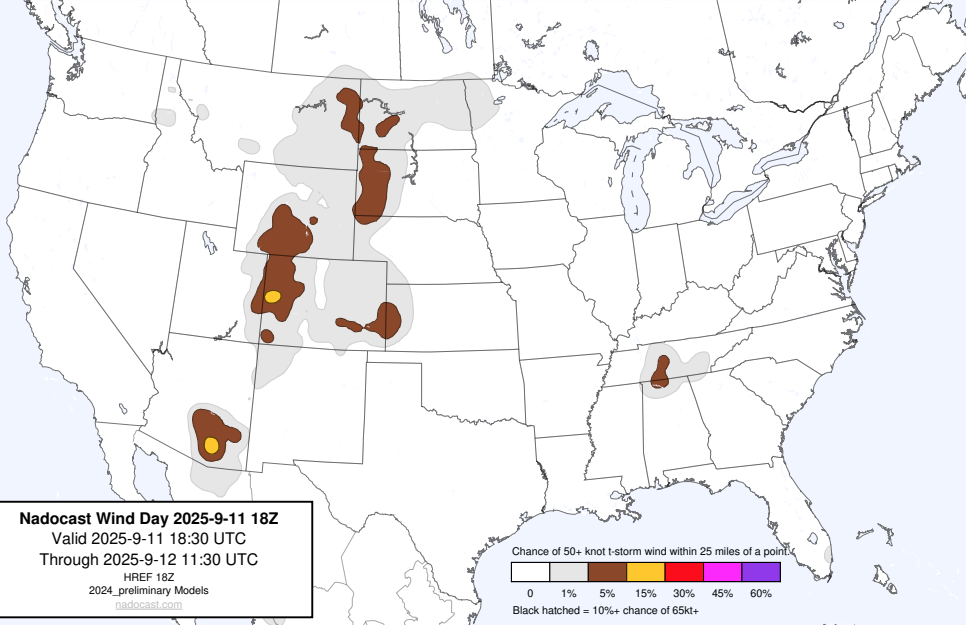 Nadocast Wind Day 2025-9-11 18Z
Valid 2025-9-11 18:30 UTC
Through 2025-9-12 11:30 UTC
HREF 18Z
2024_preliminary Models
nadocast.com
Chance of 50+ knot t-storm wind within 25 miles of a point.
0 1% 5% 15% 30% 45% 60%
Black hatched = 10%+ chance of 65kt+